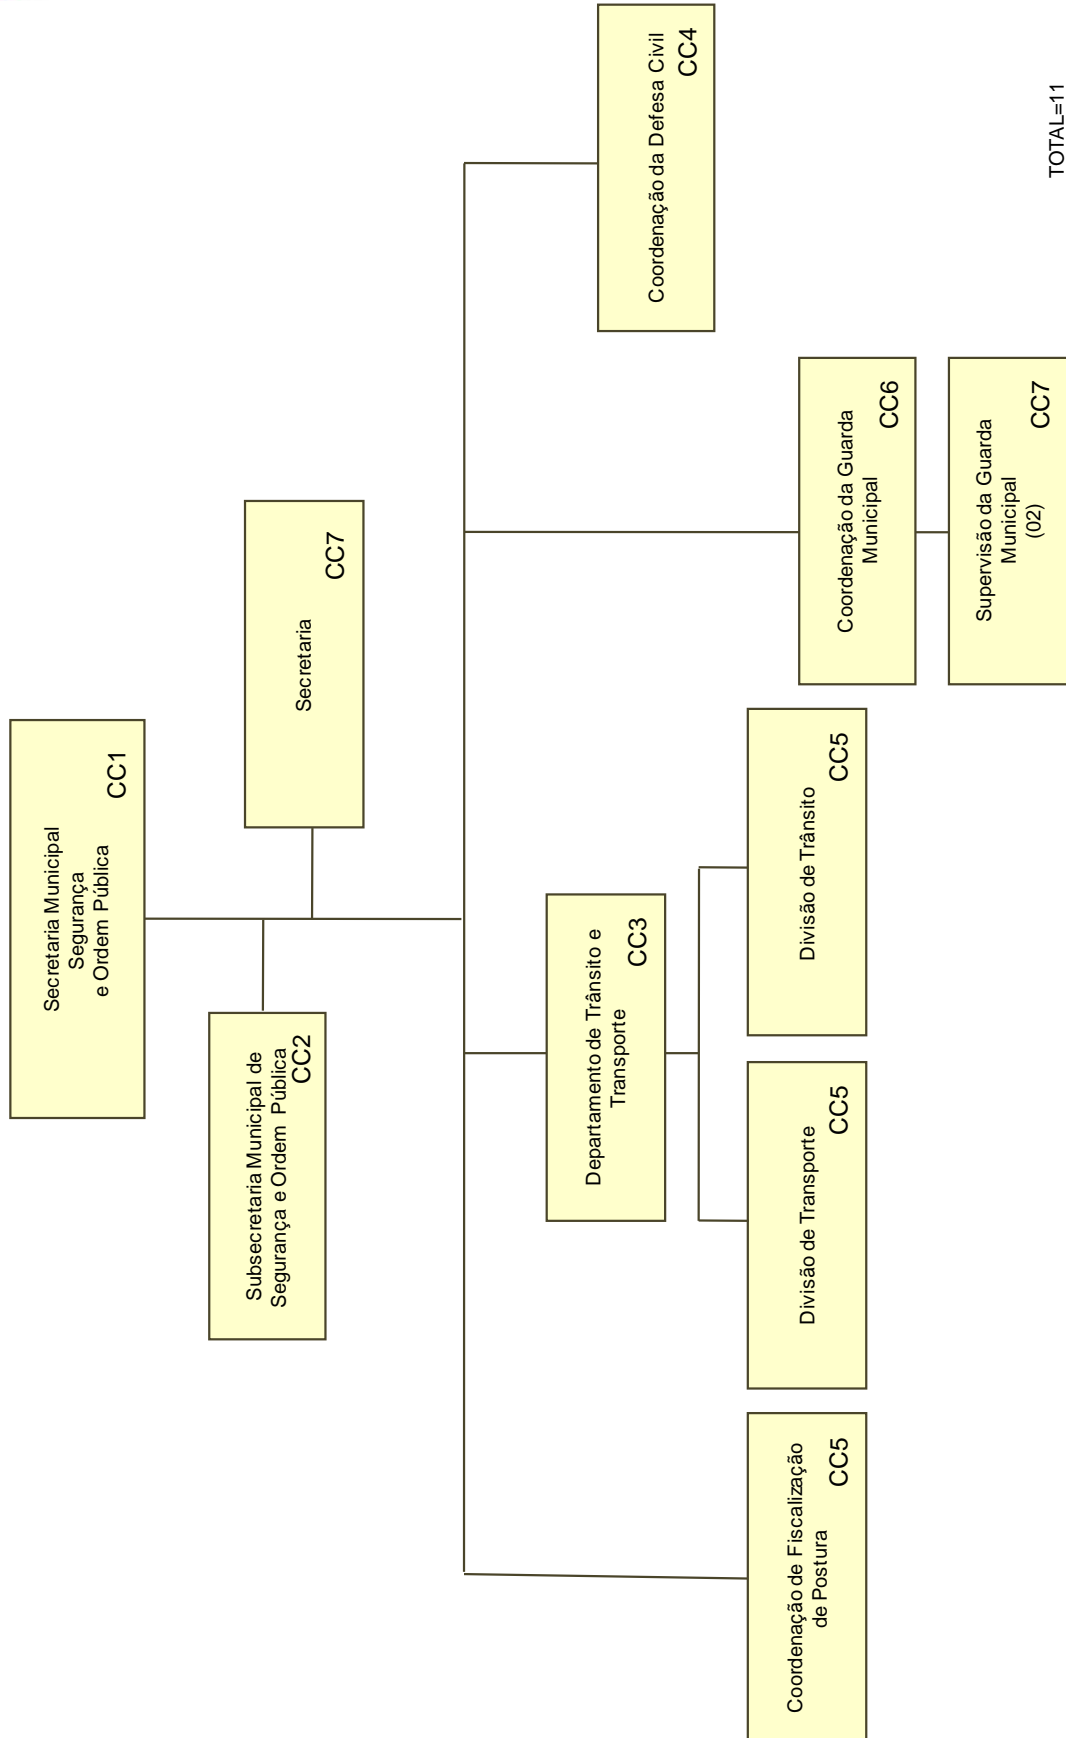 Secretaria Municipal
Segurança
e Ordem Pública
CC1
Subsecretaria Municipal de
Segurança e Ordem Pública
CC2
Secretaria
CC7
Coordenação de Fiscalização
de Postura
CC5
Departamento de Trânsito e
Transporte
CC3
Divisão de Transporte
CC5
Divisão de Trânsito
CC5
Coordenação da Guarda
Municipal
CC6
Supervisão da Guarda
Municipal
(02)
CC7
Coordenação da Defesa Civil
CC4
TOTAL=11